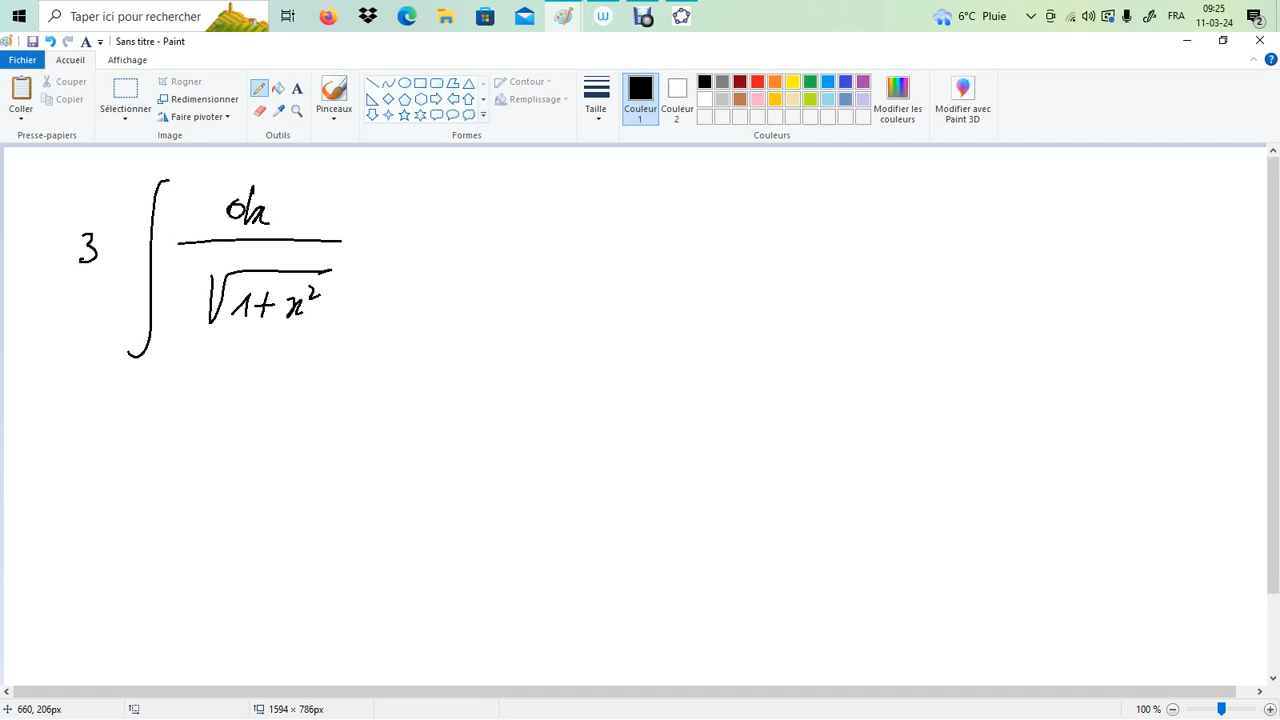 Taper ici pour rechercher
6°C Pluie
FRA
09:25
11-03-24
2
Sans titre - Paint
Fichier Accueil Affichage
Coller
Couper
Copier
Presse-papiers
Sélectionner
Rogner
Redimensionner
Faire pivoter
Image
A
Outils
Pinceaux
Contour
Remplissage
Formes
Taille
Couleur 1
Couleur 2
Modifier les couleurs
Couleurs
Modifier avec Paint 3D
3 ∫ dx / √(1+x²)
660, 206px
1594 × 786px
100 %